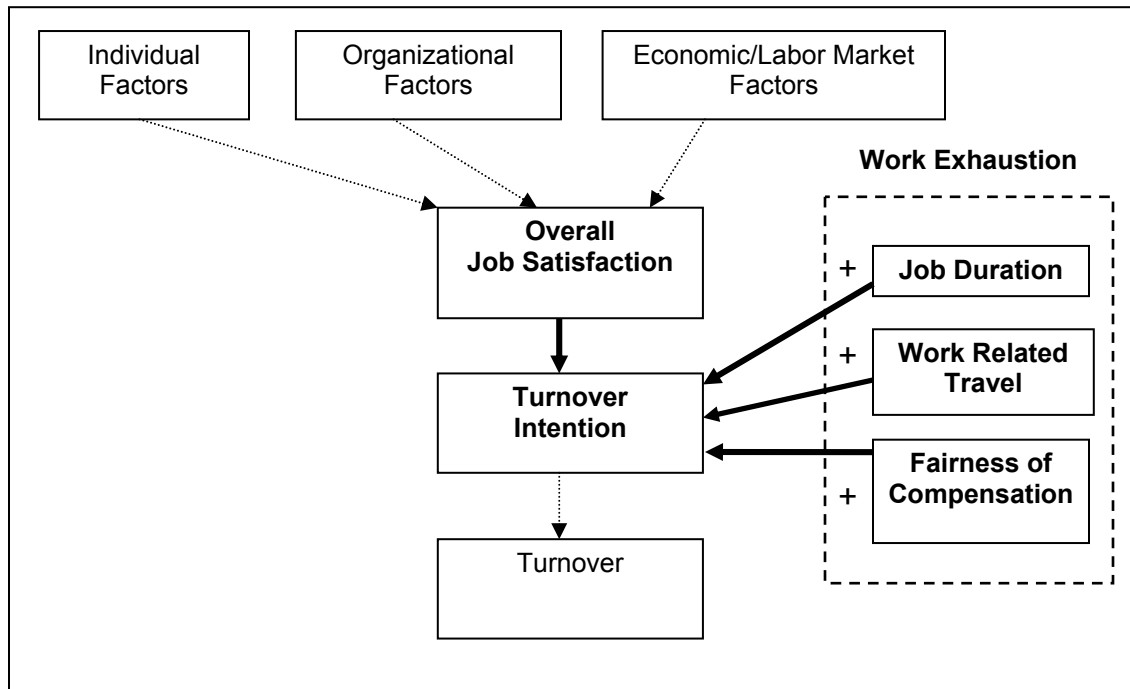 Individual
Factors
Organizational
Factors
Economic/Labor Market
Factors
Work Exhaustion
Overall
Job Satisfaction
+
Job Duration
+
Work Related
Travel
Turnover
Intention
+
Fairness of
Compensation
Turnover